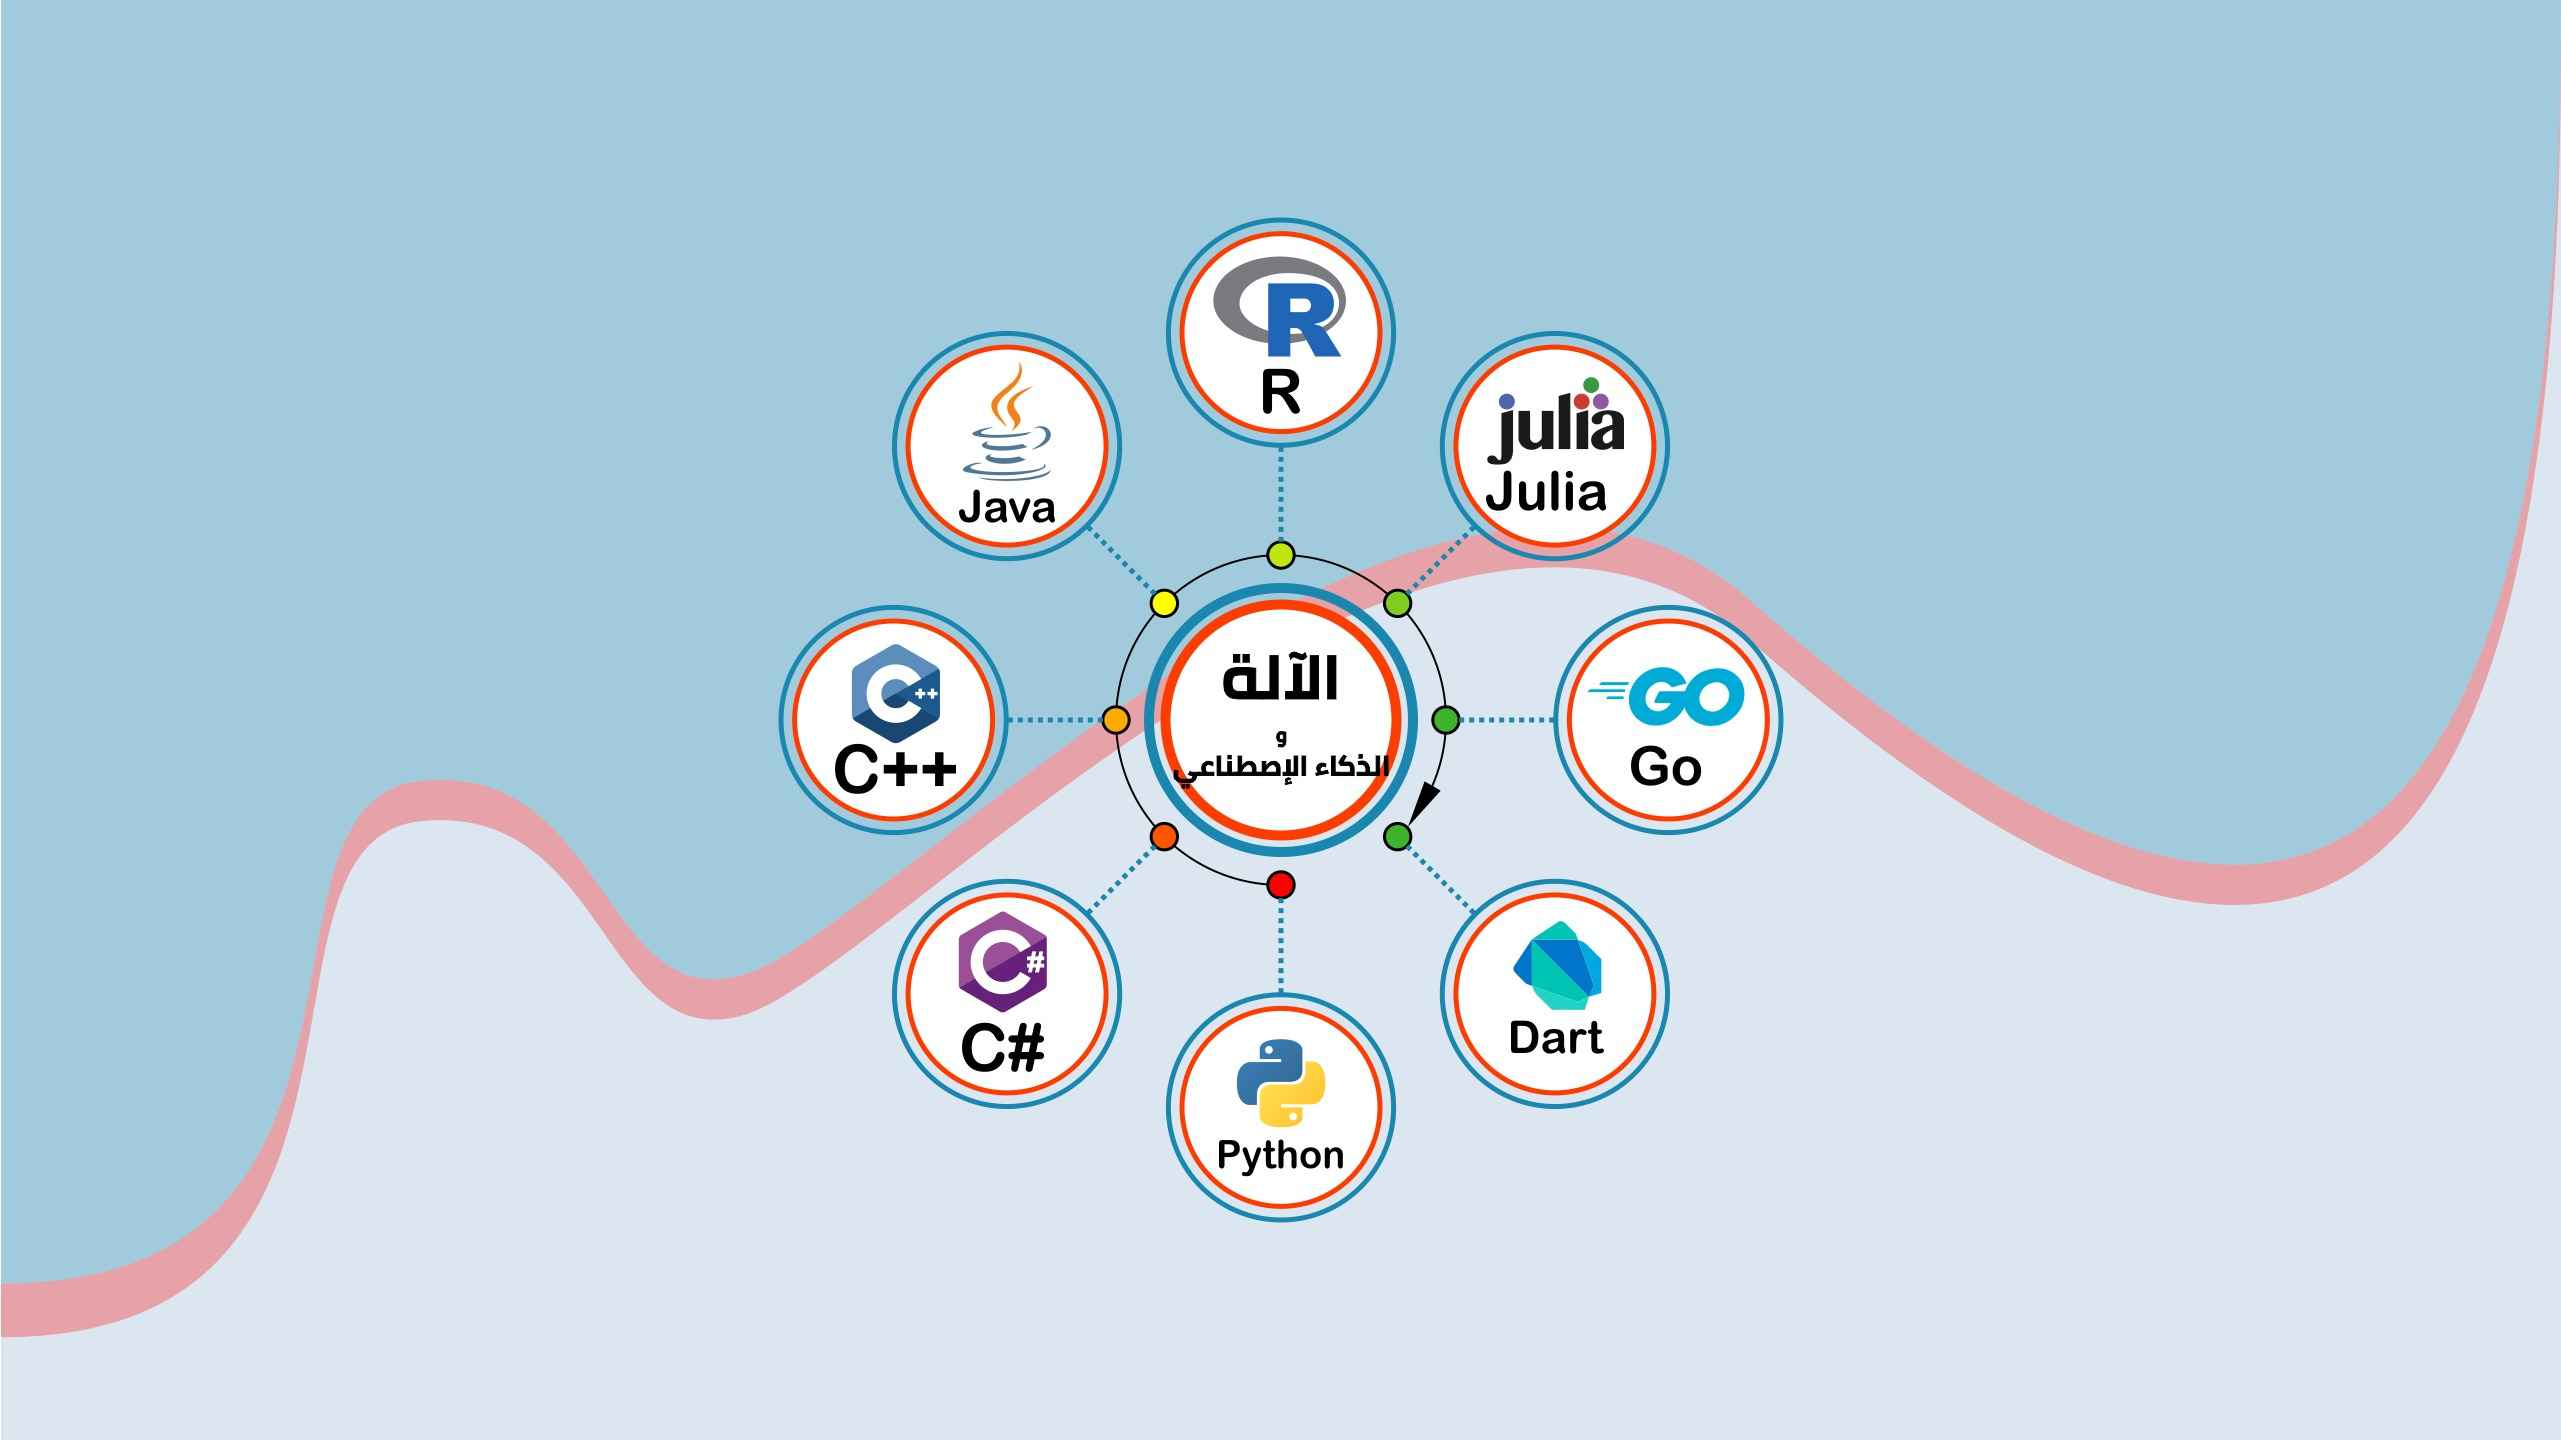 R
R
Java
julia
Julia
C++
C++
الآلة
و
الذكاء الإصطناعي
GO
Go
C#
C#
Dart
Python